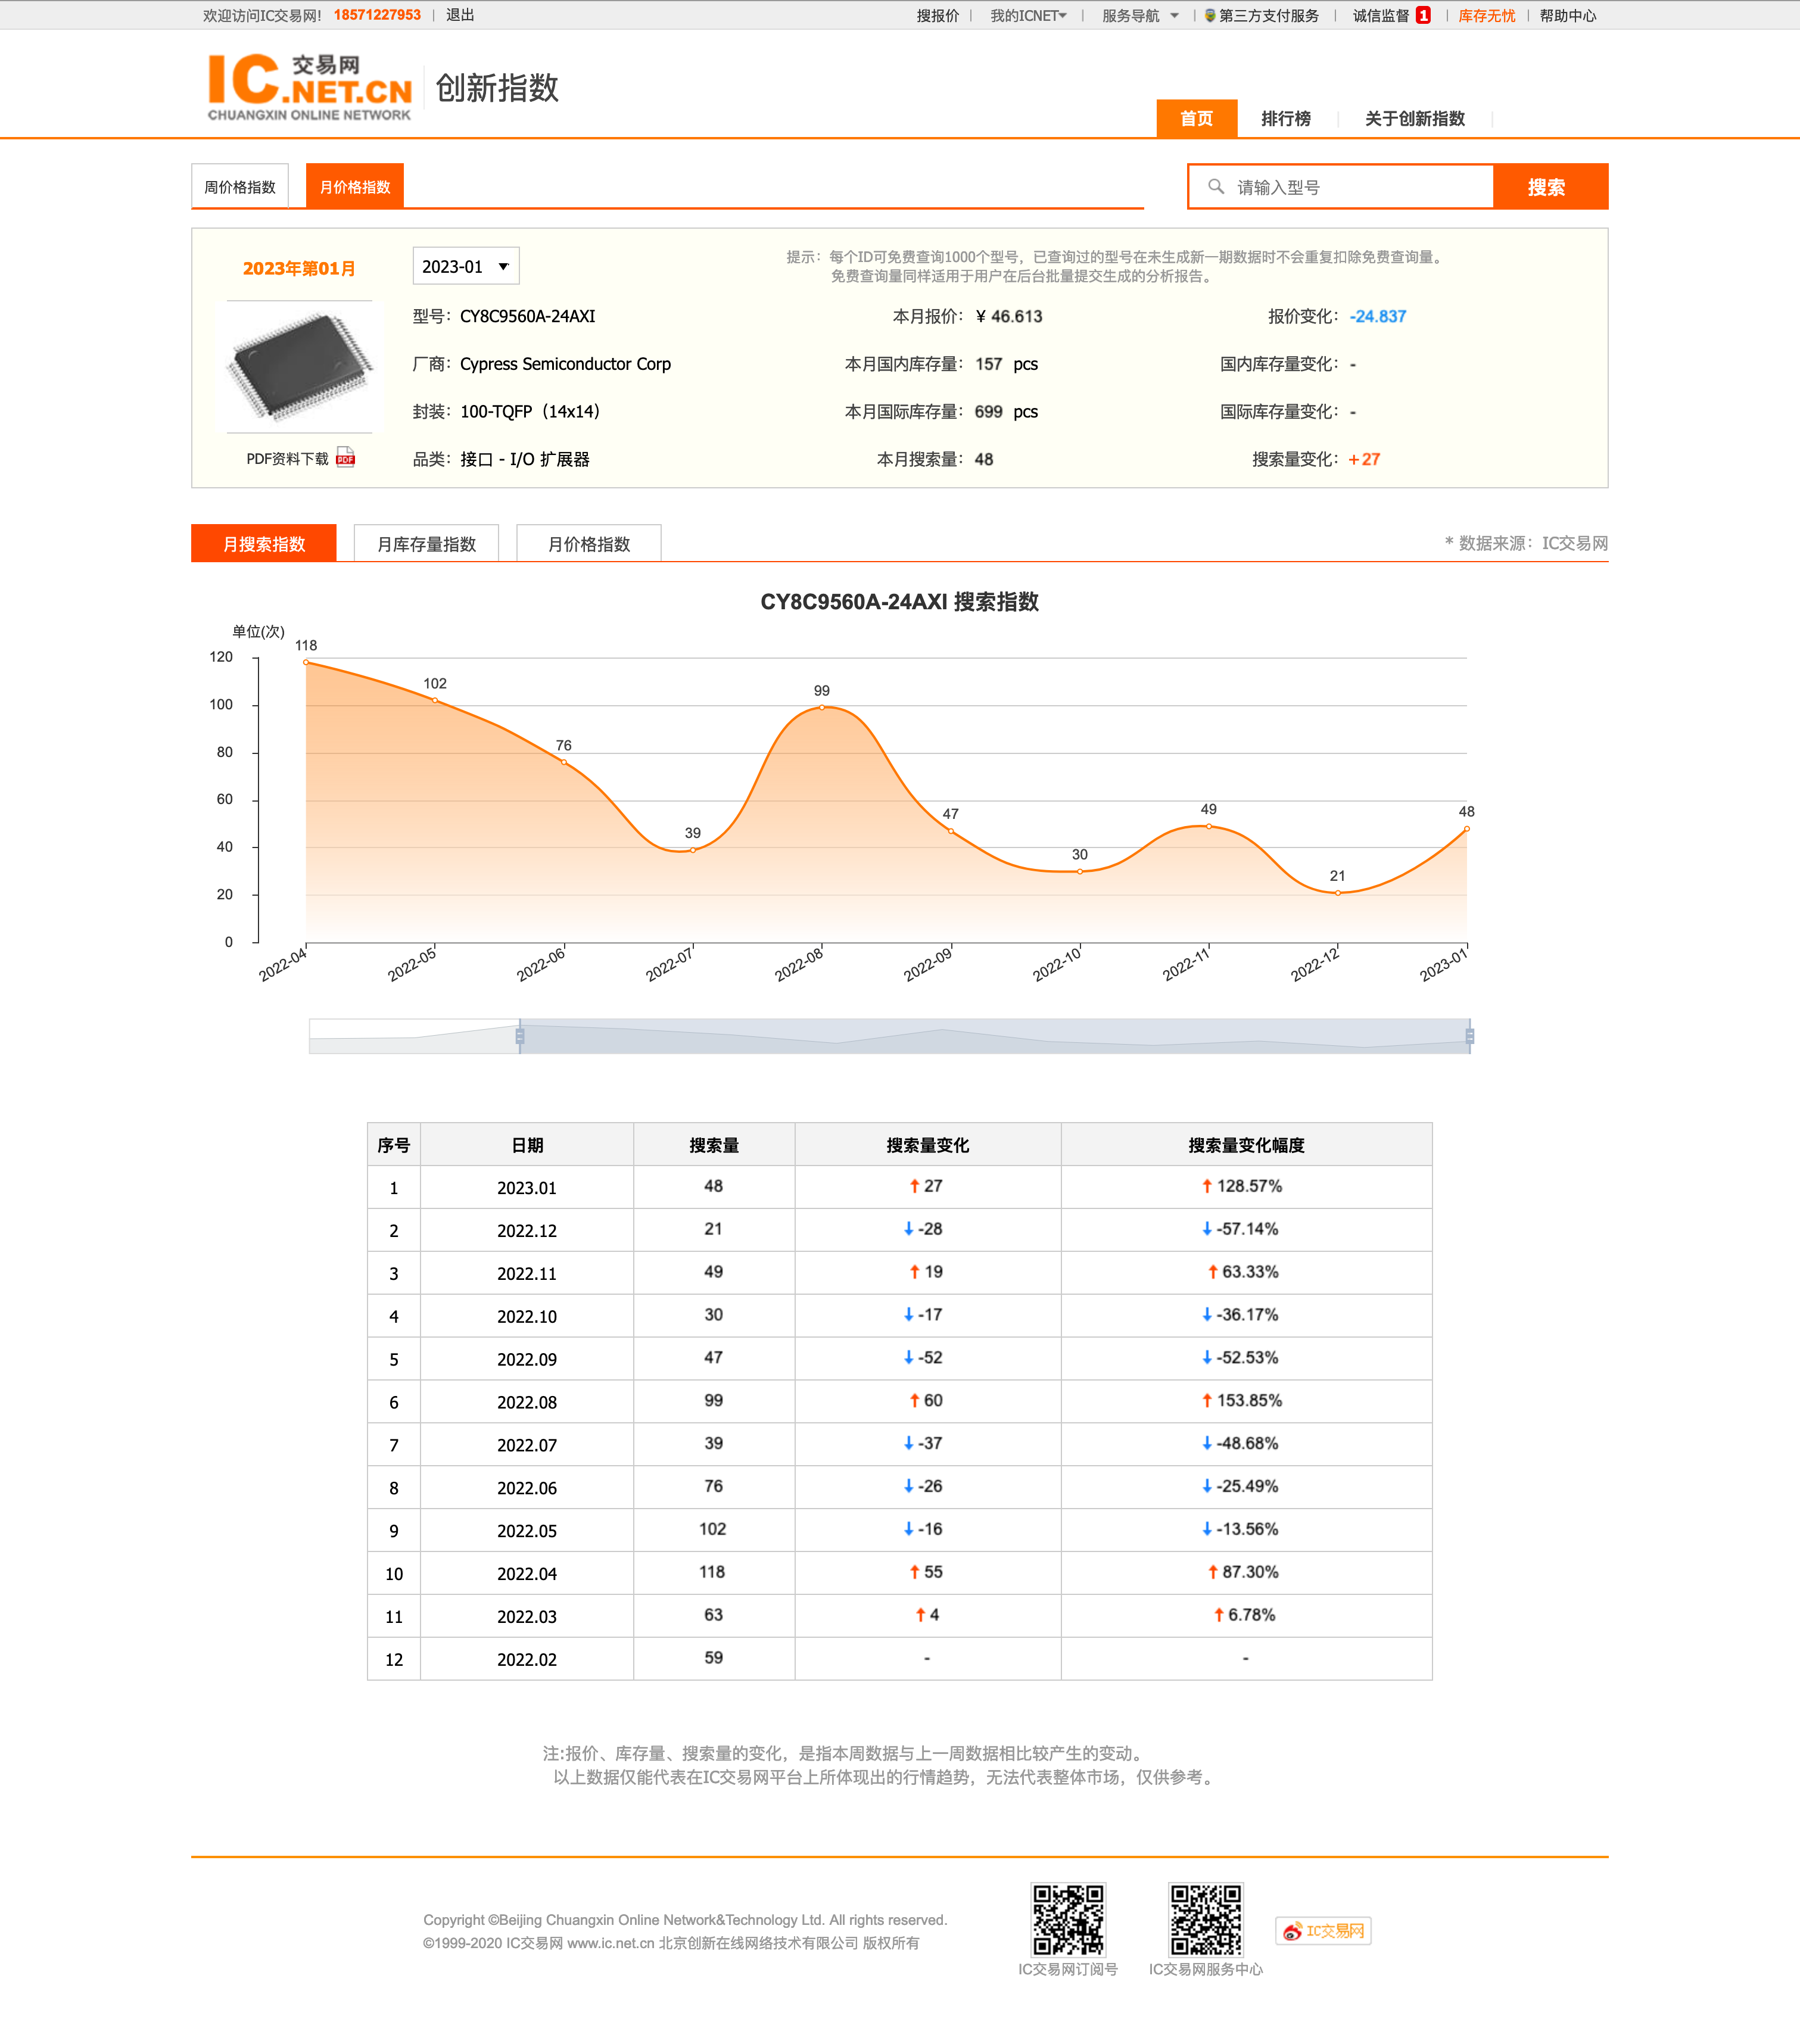 欢迎访问IC交易网! 18571227953 | 退出
搜报价 | 我的ICNET | 服务导航 | 第三方支付服务 | 诚信监督 1 | 库存无忧 | 帮助中心
IC.NET.CN 交易网
CHUANGXIN ONLINE NETWORK
创新指数
首页 排行榜 关于创新指数
周价格指数 月价格指数
请输入型号 搜索
2023年第01月
2023-01 ▼
提示：每个ID可免费查询1000个型号，已查询过的型号在未生成新一期数据时不会重复扣除免费查询量。
免费查询量同样适用于用户在后台批量提交生成的分析报告。
型号：CY8C9560A-24AXI 本月报价：¥ 46.613 报价变化：-24.837
厂商：Cypress Semiconductor Corp 本月国内库存量：157 pcs 国内库存量变化：-
封装：100-TQFP（14x14） 本月国际库存量：699 pcs 国际库存量变化：-
PDF资料下载 PDF
品类：接口 - I/O 扩展器 本月搜索量：48 搜索量变化：+27
月搜索指数 月库存量指数 月价格指数
* 数据来源：IC交易网
CY8C9560A-24AXI 搜索指数
单位(次)
120
100
80
60
40
20
0
118
102
76
39
99
47
30
49
21
48
2022-04 2022-05 2022-06 2022-07 2022-08 2022-09 2022-10 2022-11 2022-12 2023-01
序号 日期 搜索量 搜索量变化 搜索量变化幅度
1 2023.01 48 ↑ 27 ↑ 128.57%
2 2022.12 21 ↓ -28 ↓ -57.14%
3 2022.11 49 ↑ 19 ↑ 63.33%
4 2022.10 30 ↓ -17 ↓ -36.17%
5 2022.09 47 ↓ -52 ↓ -52.53%
6 2022.08 99 ↑ 60 ↑ 153.85%
7 2022.07 39 ↓ -37 ↓ -48.68%
8 2022.06 76 ↓ -26 ↓ -25.49%
9 2022.05 102 ↓ -16 ↓ -13.56%
10 2022.04 118 ↑ 55 ↑ 87.30%
11 2022.03 63 ↑ 4 ↑ 6.78%
12 2022.02 59 - -
注:报价、库存量、搜索量的变化，是指本周数据与上一周数据相比较产生的变动。
以上数据仅能代表在IC交易网平台上所体现出的行情趋势，无法代表整体市场，仅供参考。
Copyright ©Beijing Chuangxin Online Network&Technology Ltd. All rights reserved.
©1999-2020 IC交易网 www.ic.net.cn 北京创新在线网络技术有限公司 版权所有
IC交易网订阅号
IC交易网服务中心
IC交易网